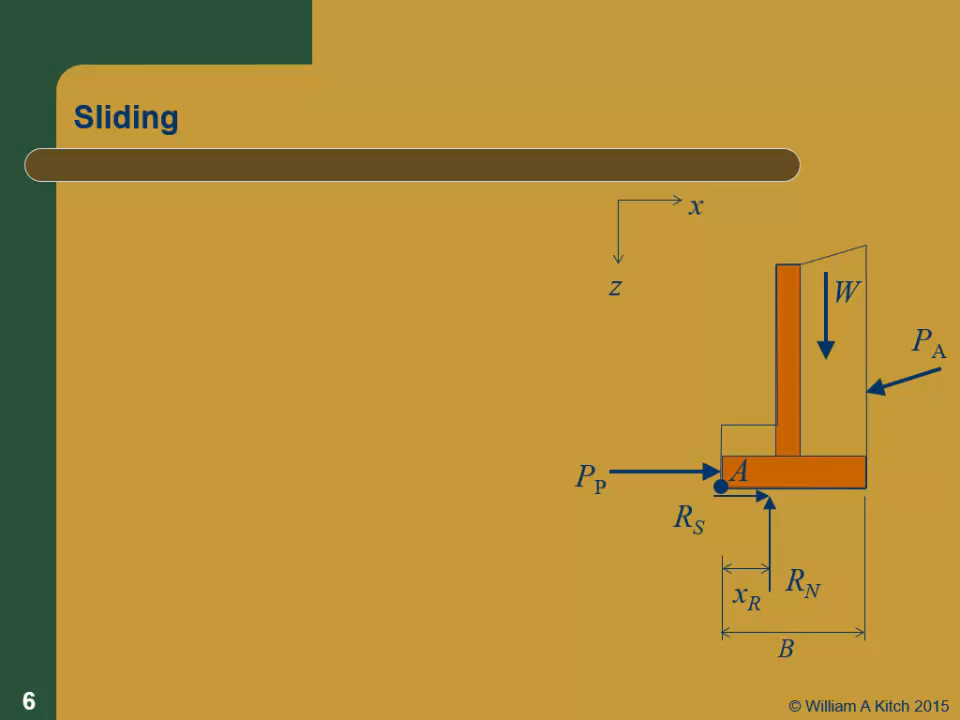 Sliding
x
z
W
P_A
P_P
A
R_S
x_R
R_N
B
6
© William A Kitch 2015